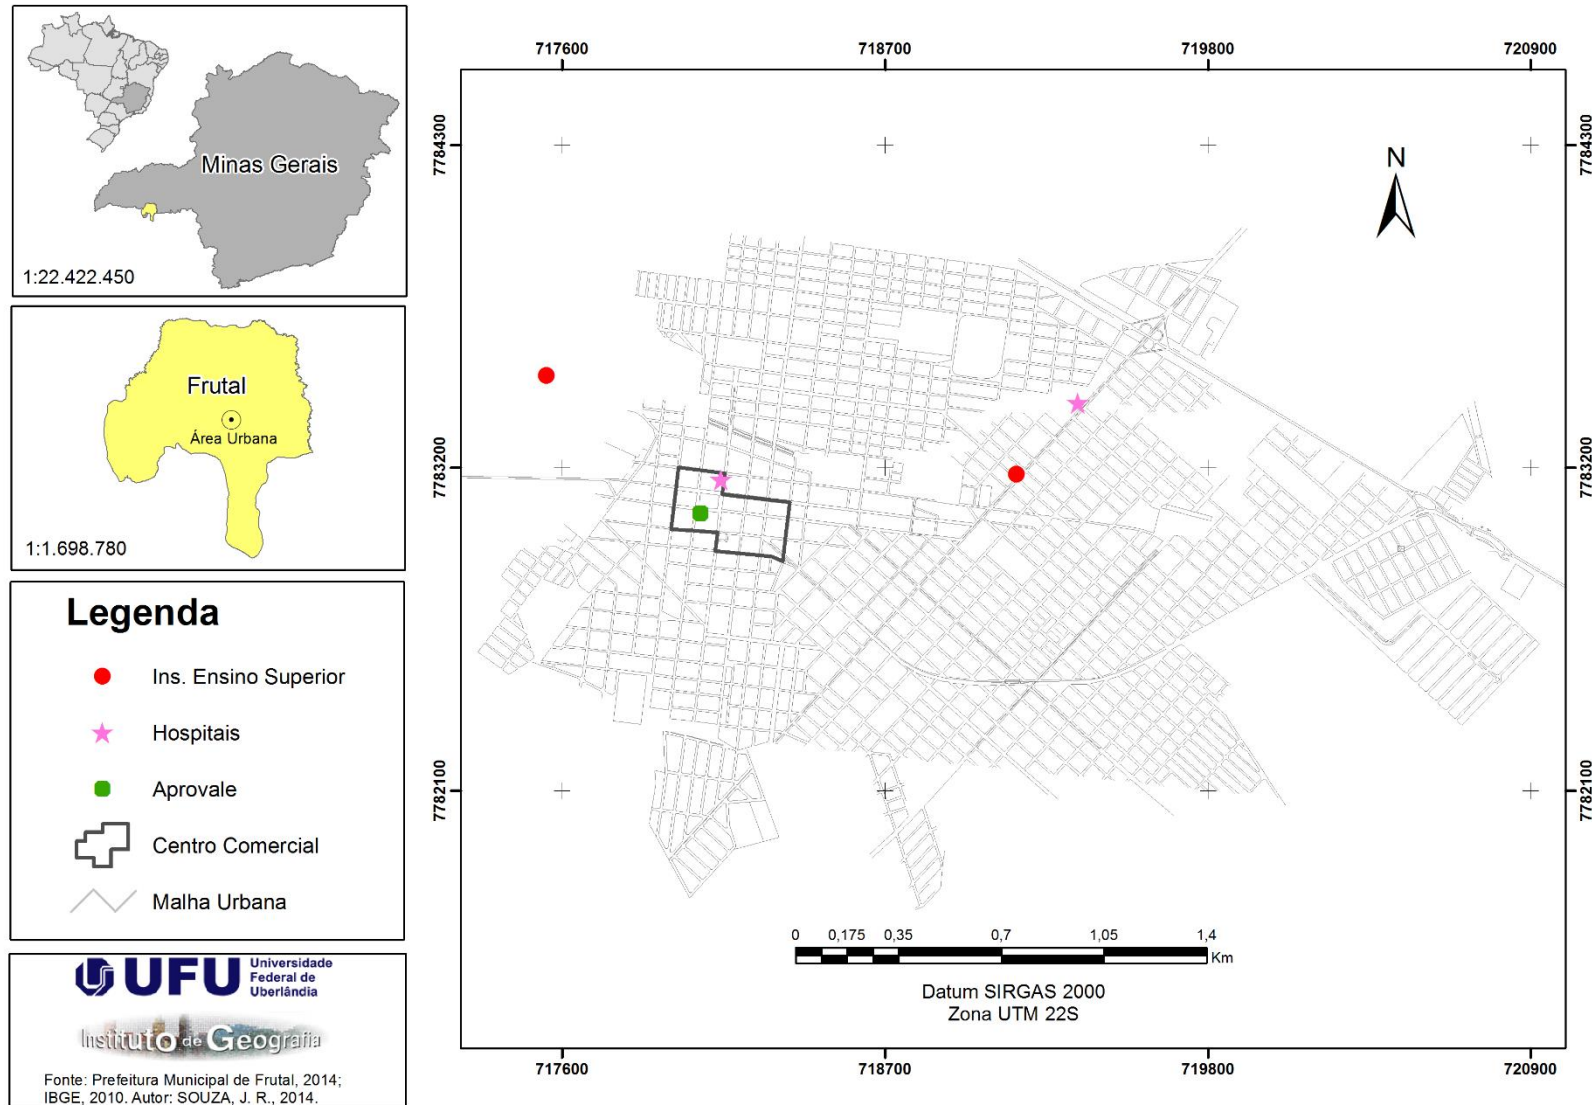 Minas Gerais
1:22.422.450
Frutal
Área Urbana
1:1.698.780
Legenda
Ins. Ensino Superior
Hospitais
Aprovale
Centro Comercial
Malha Urbana
UFU
Universidade
Federal de
Uberlândia
Instituto de Geografia
Fonte: Prefeitura Municipal de Frutal, 2014;
IBGE, 2010. Autor: SOUZA, J. R., 2014.
717600 718700 719800 720900
7784300 7784300
N
7783200 7783200
7782100 7782100
0 0,175 0,35 0,7 1,05 1,4
Km
Datum SIRGAS 2000
Zona UTM 22S
717600 718700 719800 720900